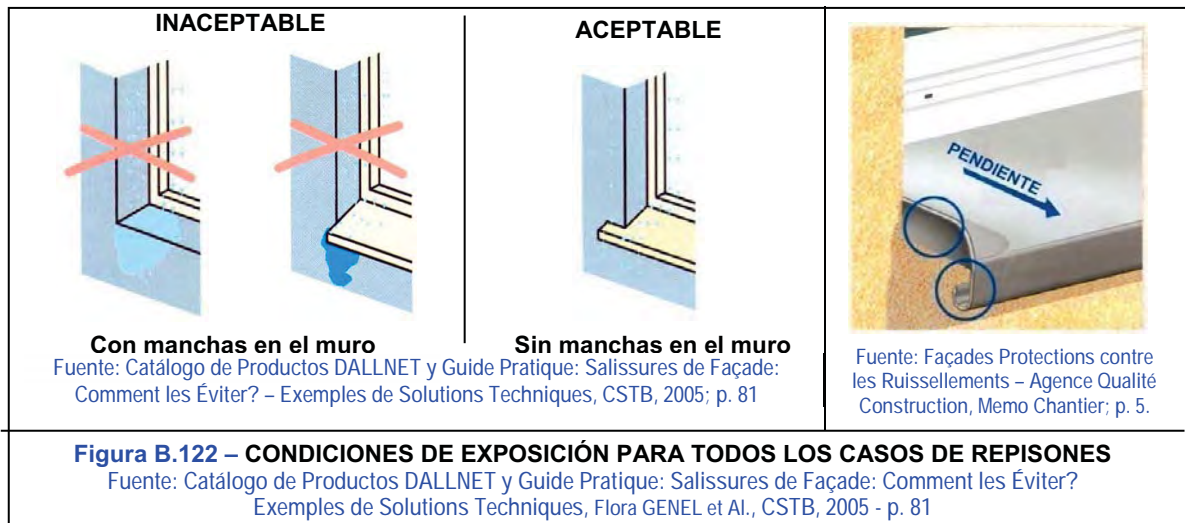 INACEPTABLE
ACEPTABLE
Con manchas en el muro
Sin manchas en el muro
Fuente: Catálogo de Productos DALLNET y Guide Pratique: Salissures de Façade:
Comment les Éviter? – Exemples de Solutions Techniques, CSTB, 2005; p. 81
PENDIENTE
Fuente: Façades Protections contre
les Ruissellements – Agence Qualité
Construction, Memo Chantier; p. 5.
Figura B.122 – CONDICIONES DE EXPOSICIÓN PARA TODOS LOS CASOS DE REPISONES
Fuente: Catálogo de Productos DALLNET y Guide Pratique: Salissures de Façade: Comment les Éviter?
Exemples de Solutions Techniques, Flora GENEL et Al., CSTB, 2005 - p. 81